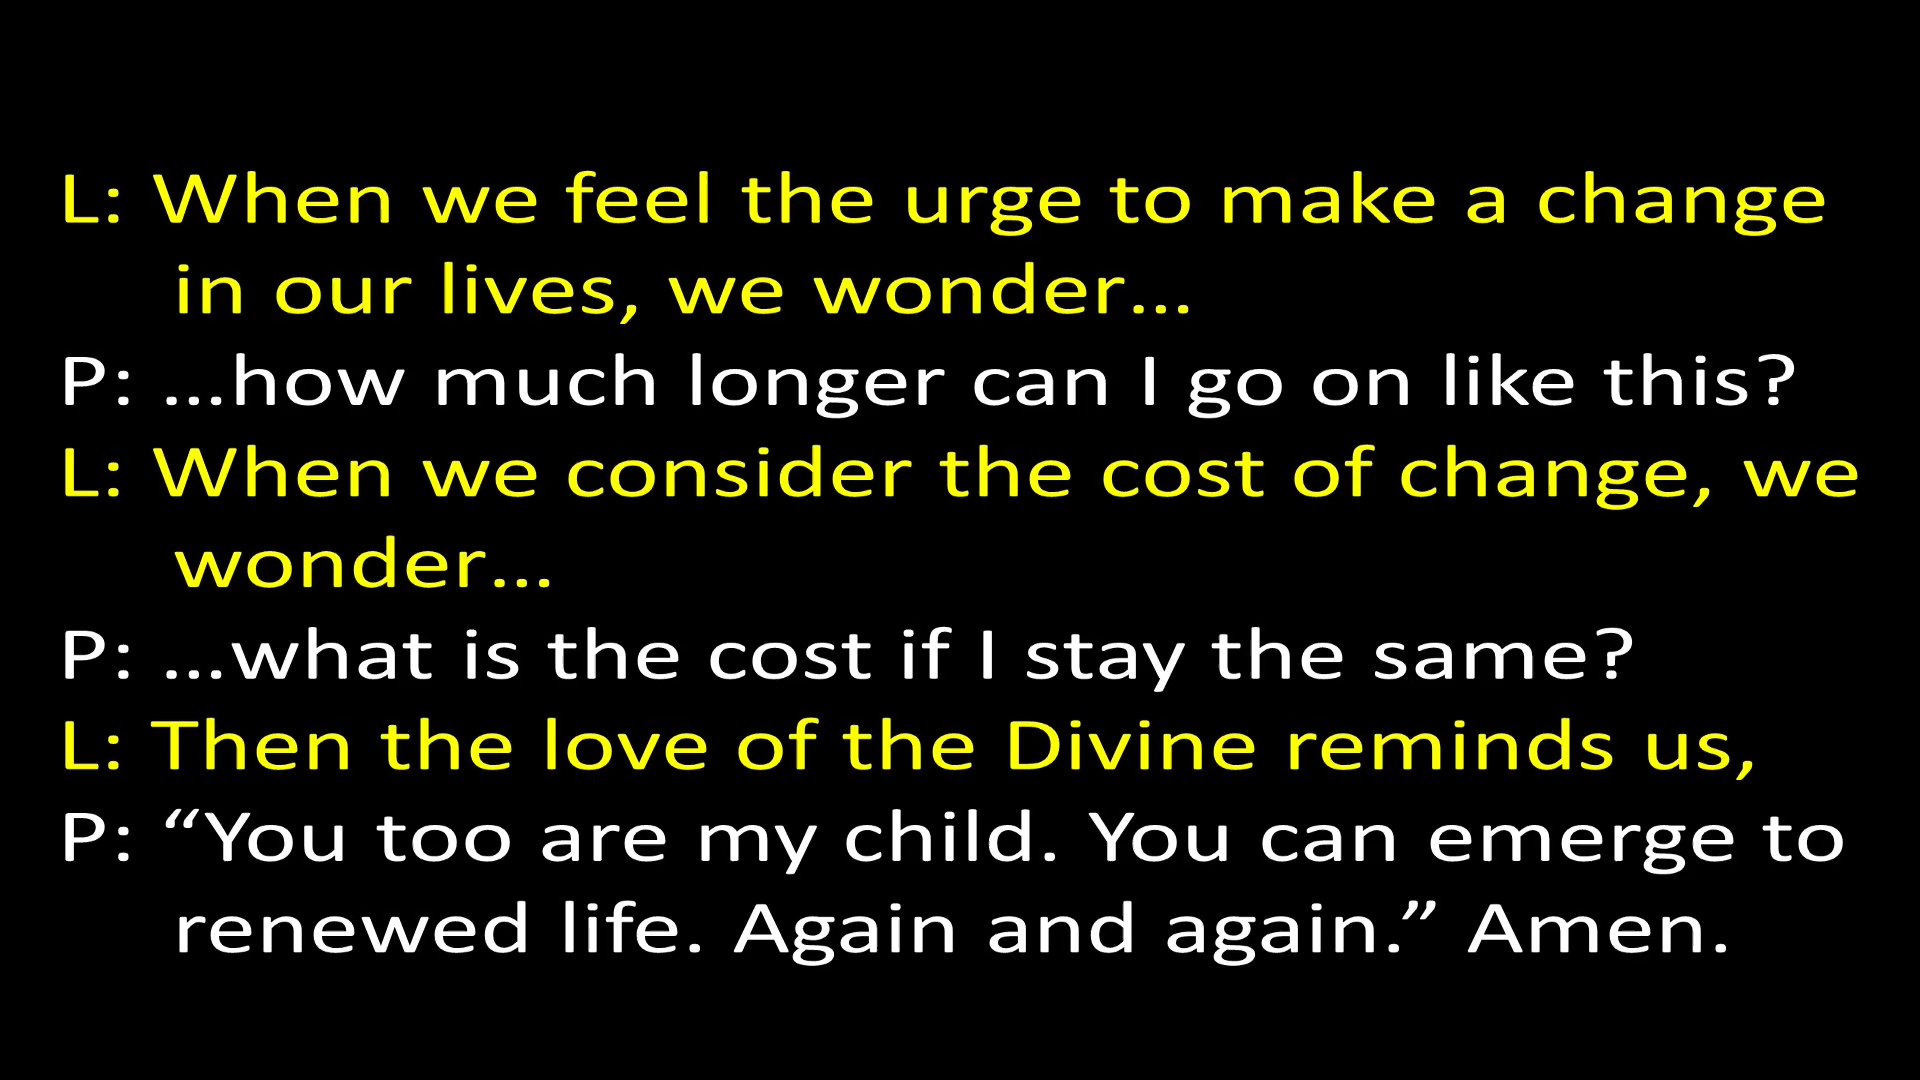 L: When we feel the urge to make a change
in our lives, we wonder…
P: …how much longer can I go on like this?
L: When we consider the cost of change, we
wonder…
P: …what is the cost if I stay the same?
L: Then the love of the Divine reminds us,
P: “You too are my child. You can emerge to
renewed life. Again and again.” Amen.